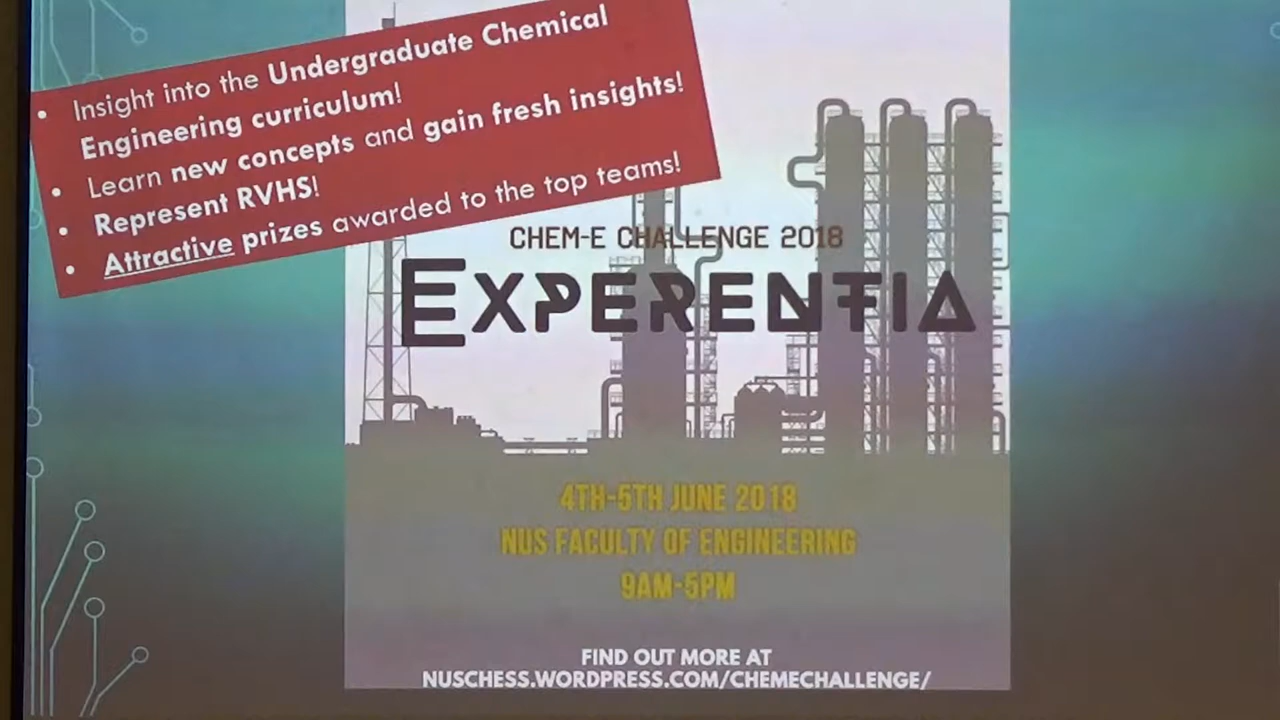 • Insight into the Undergraduate Chemical
Engineering curriculum!
• Learn new concepts and gain fresh insights!
• Represent RVHS!
• Attractive prizes awarded to the top teams!
CHEM-E CHALLENGE 2018
EXPERENTIA
4TH-5TH JUNE 2018
NUS FACULTY OF ENGINEERING
9AM-5PM
FIND OUT MORE AT
NUSCHESS.WORDPRESS.COM/CHEMECHALLENGE/